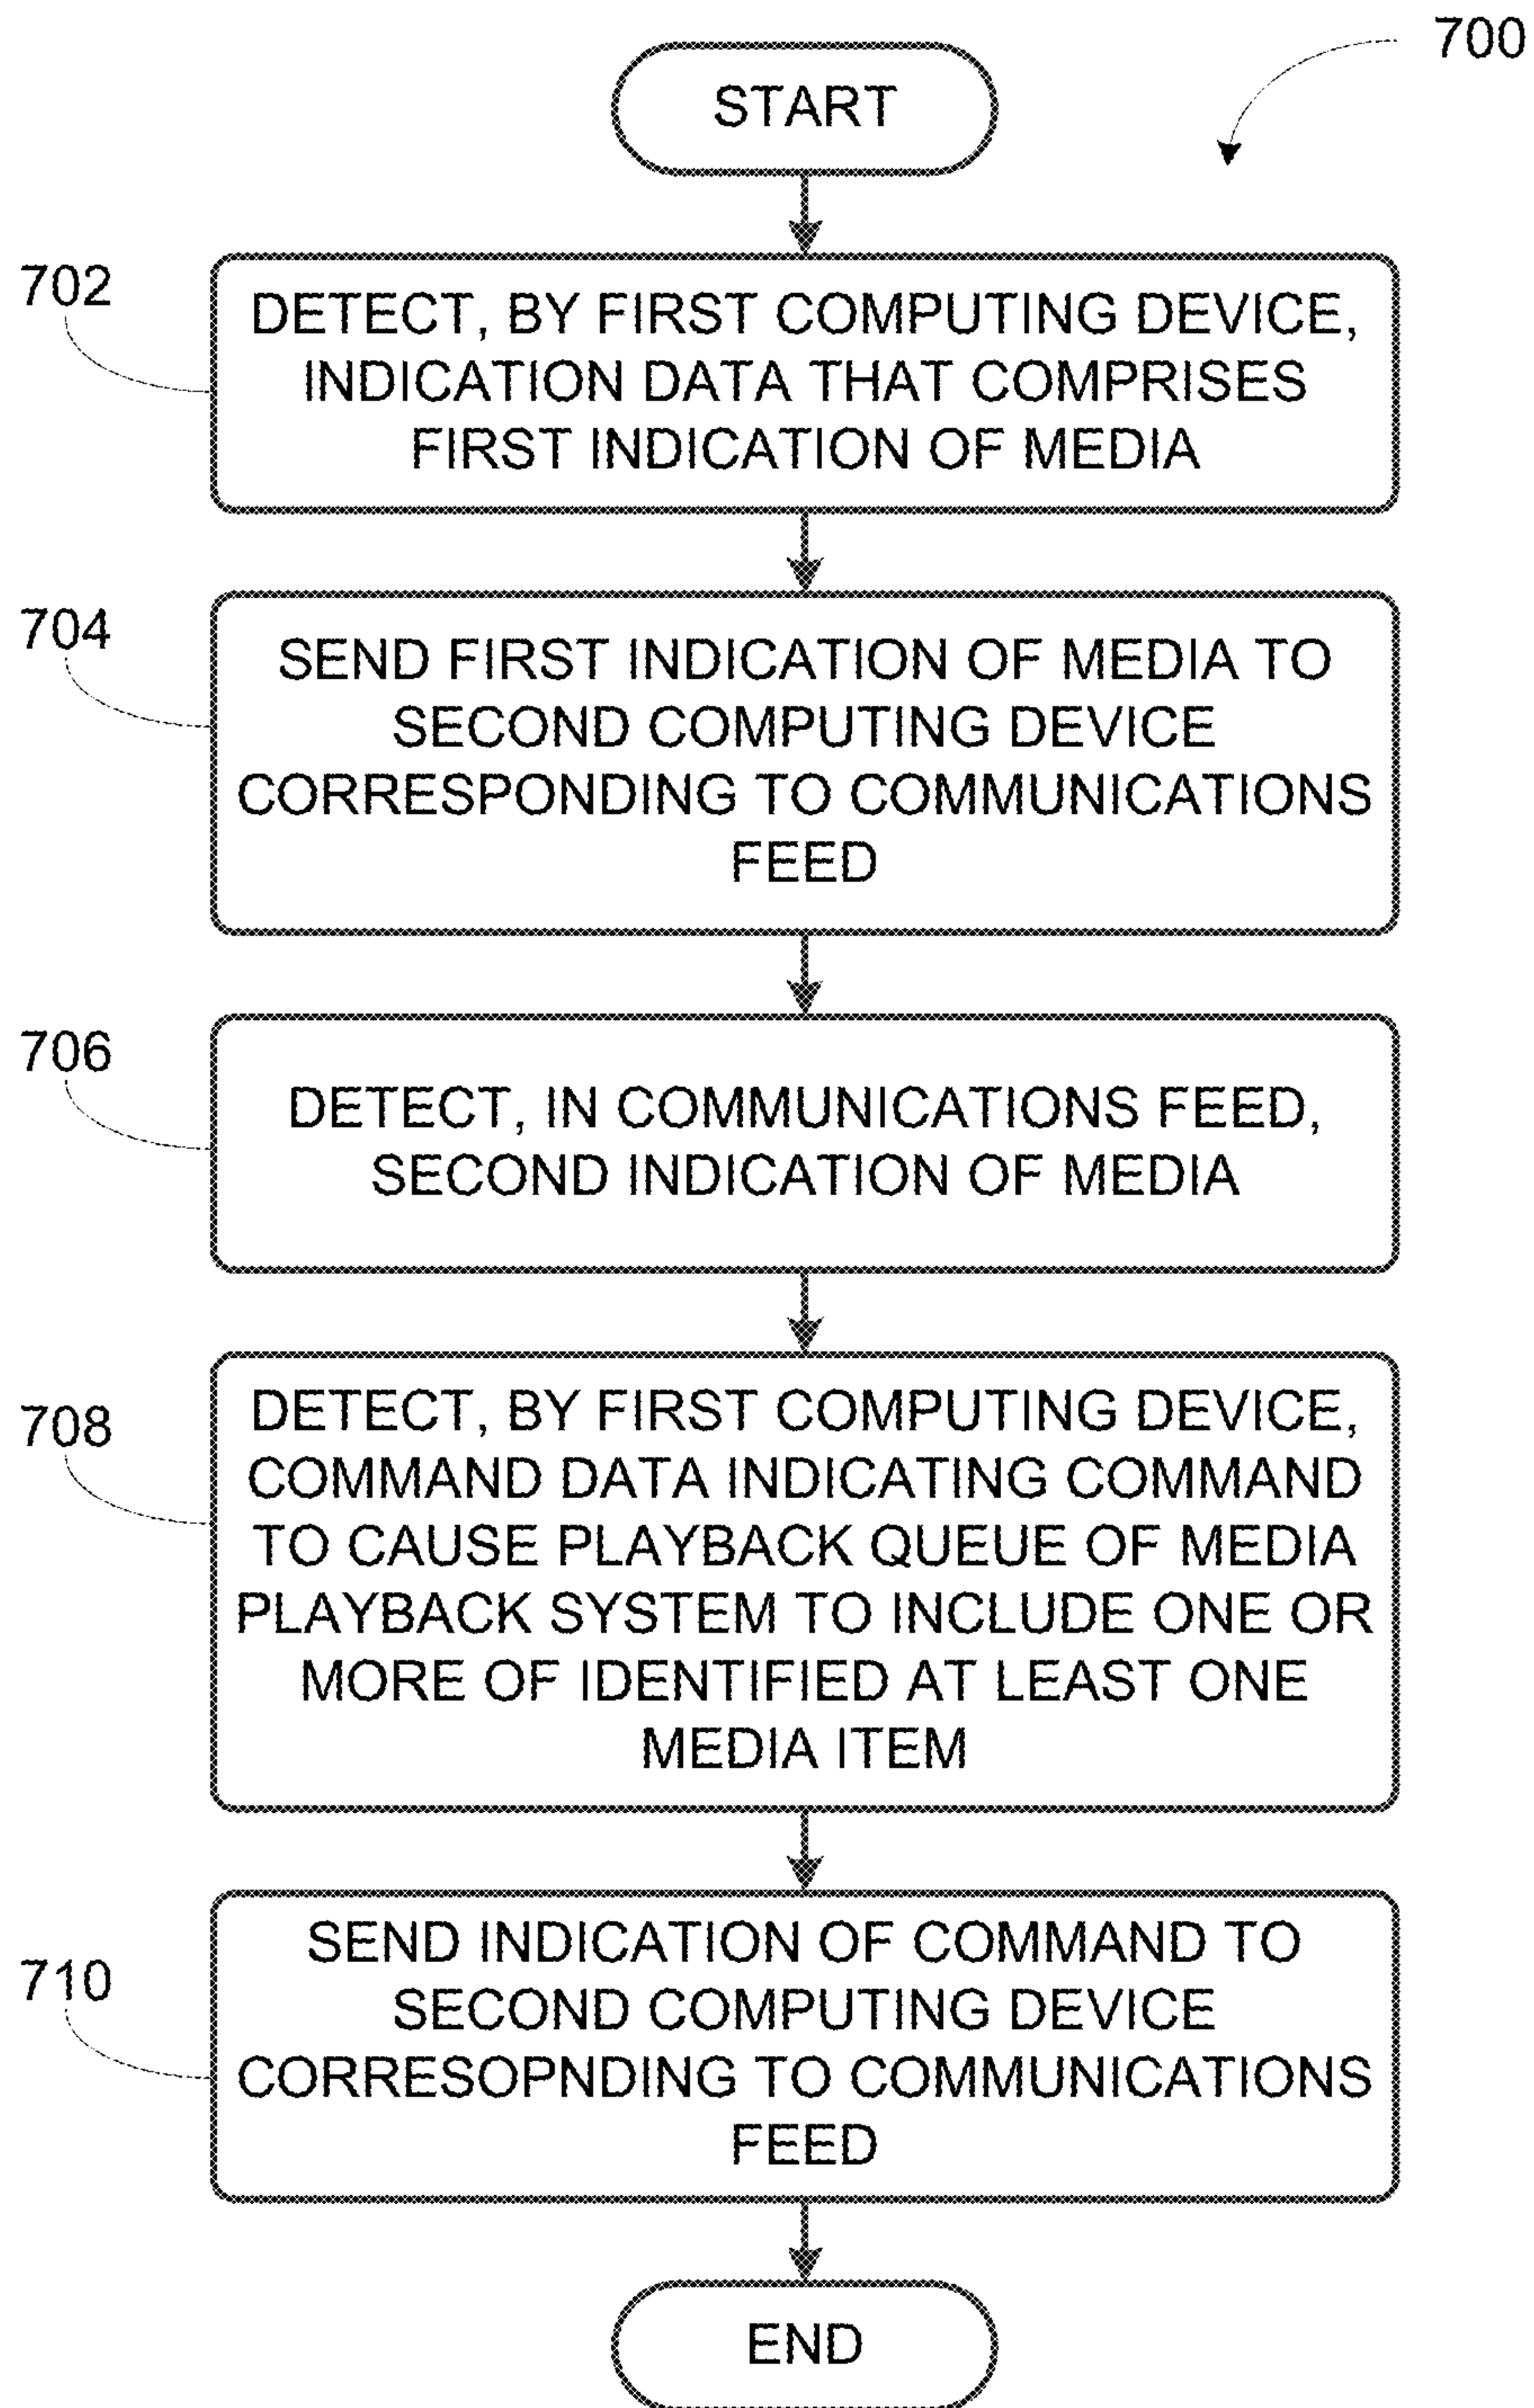 700
START
702
DETECT, BY FIRST COMPUTING DEVICE,
INDICATION DATA THAT COMPRISES
FIRST INDICATION OF MEDIA
704
SEND FIRST INDICATION OF MEDIA TO
SECOND COMPUTING DEVICE
CORRESPONDING TO COMMUNICATIONS
FEED
706
DETECT, IN COMMUNICATIONS FEED,
SECOND INDICATION OF MEDIA
708
DETECT, BY FIRST COMPUTING DEVICE,
COMMAND DATA INDICATING COMMAND
TO CAUSE PLAYBACK QUEUE OF MEDIA
PLAYBACK SYSTEM TO INCLUDE ONE OR
MORE OF IDENTIFIED AT LEAST ONE
MEDIA ITEM
710
SEND INDICATION OF COMMAND TO
SECOND COMPUTING DEVICE
CORRESOPNDING TO COMMUNICATIONS
FEED
END